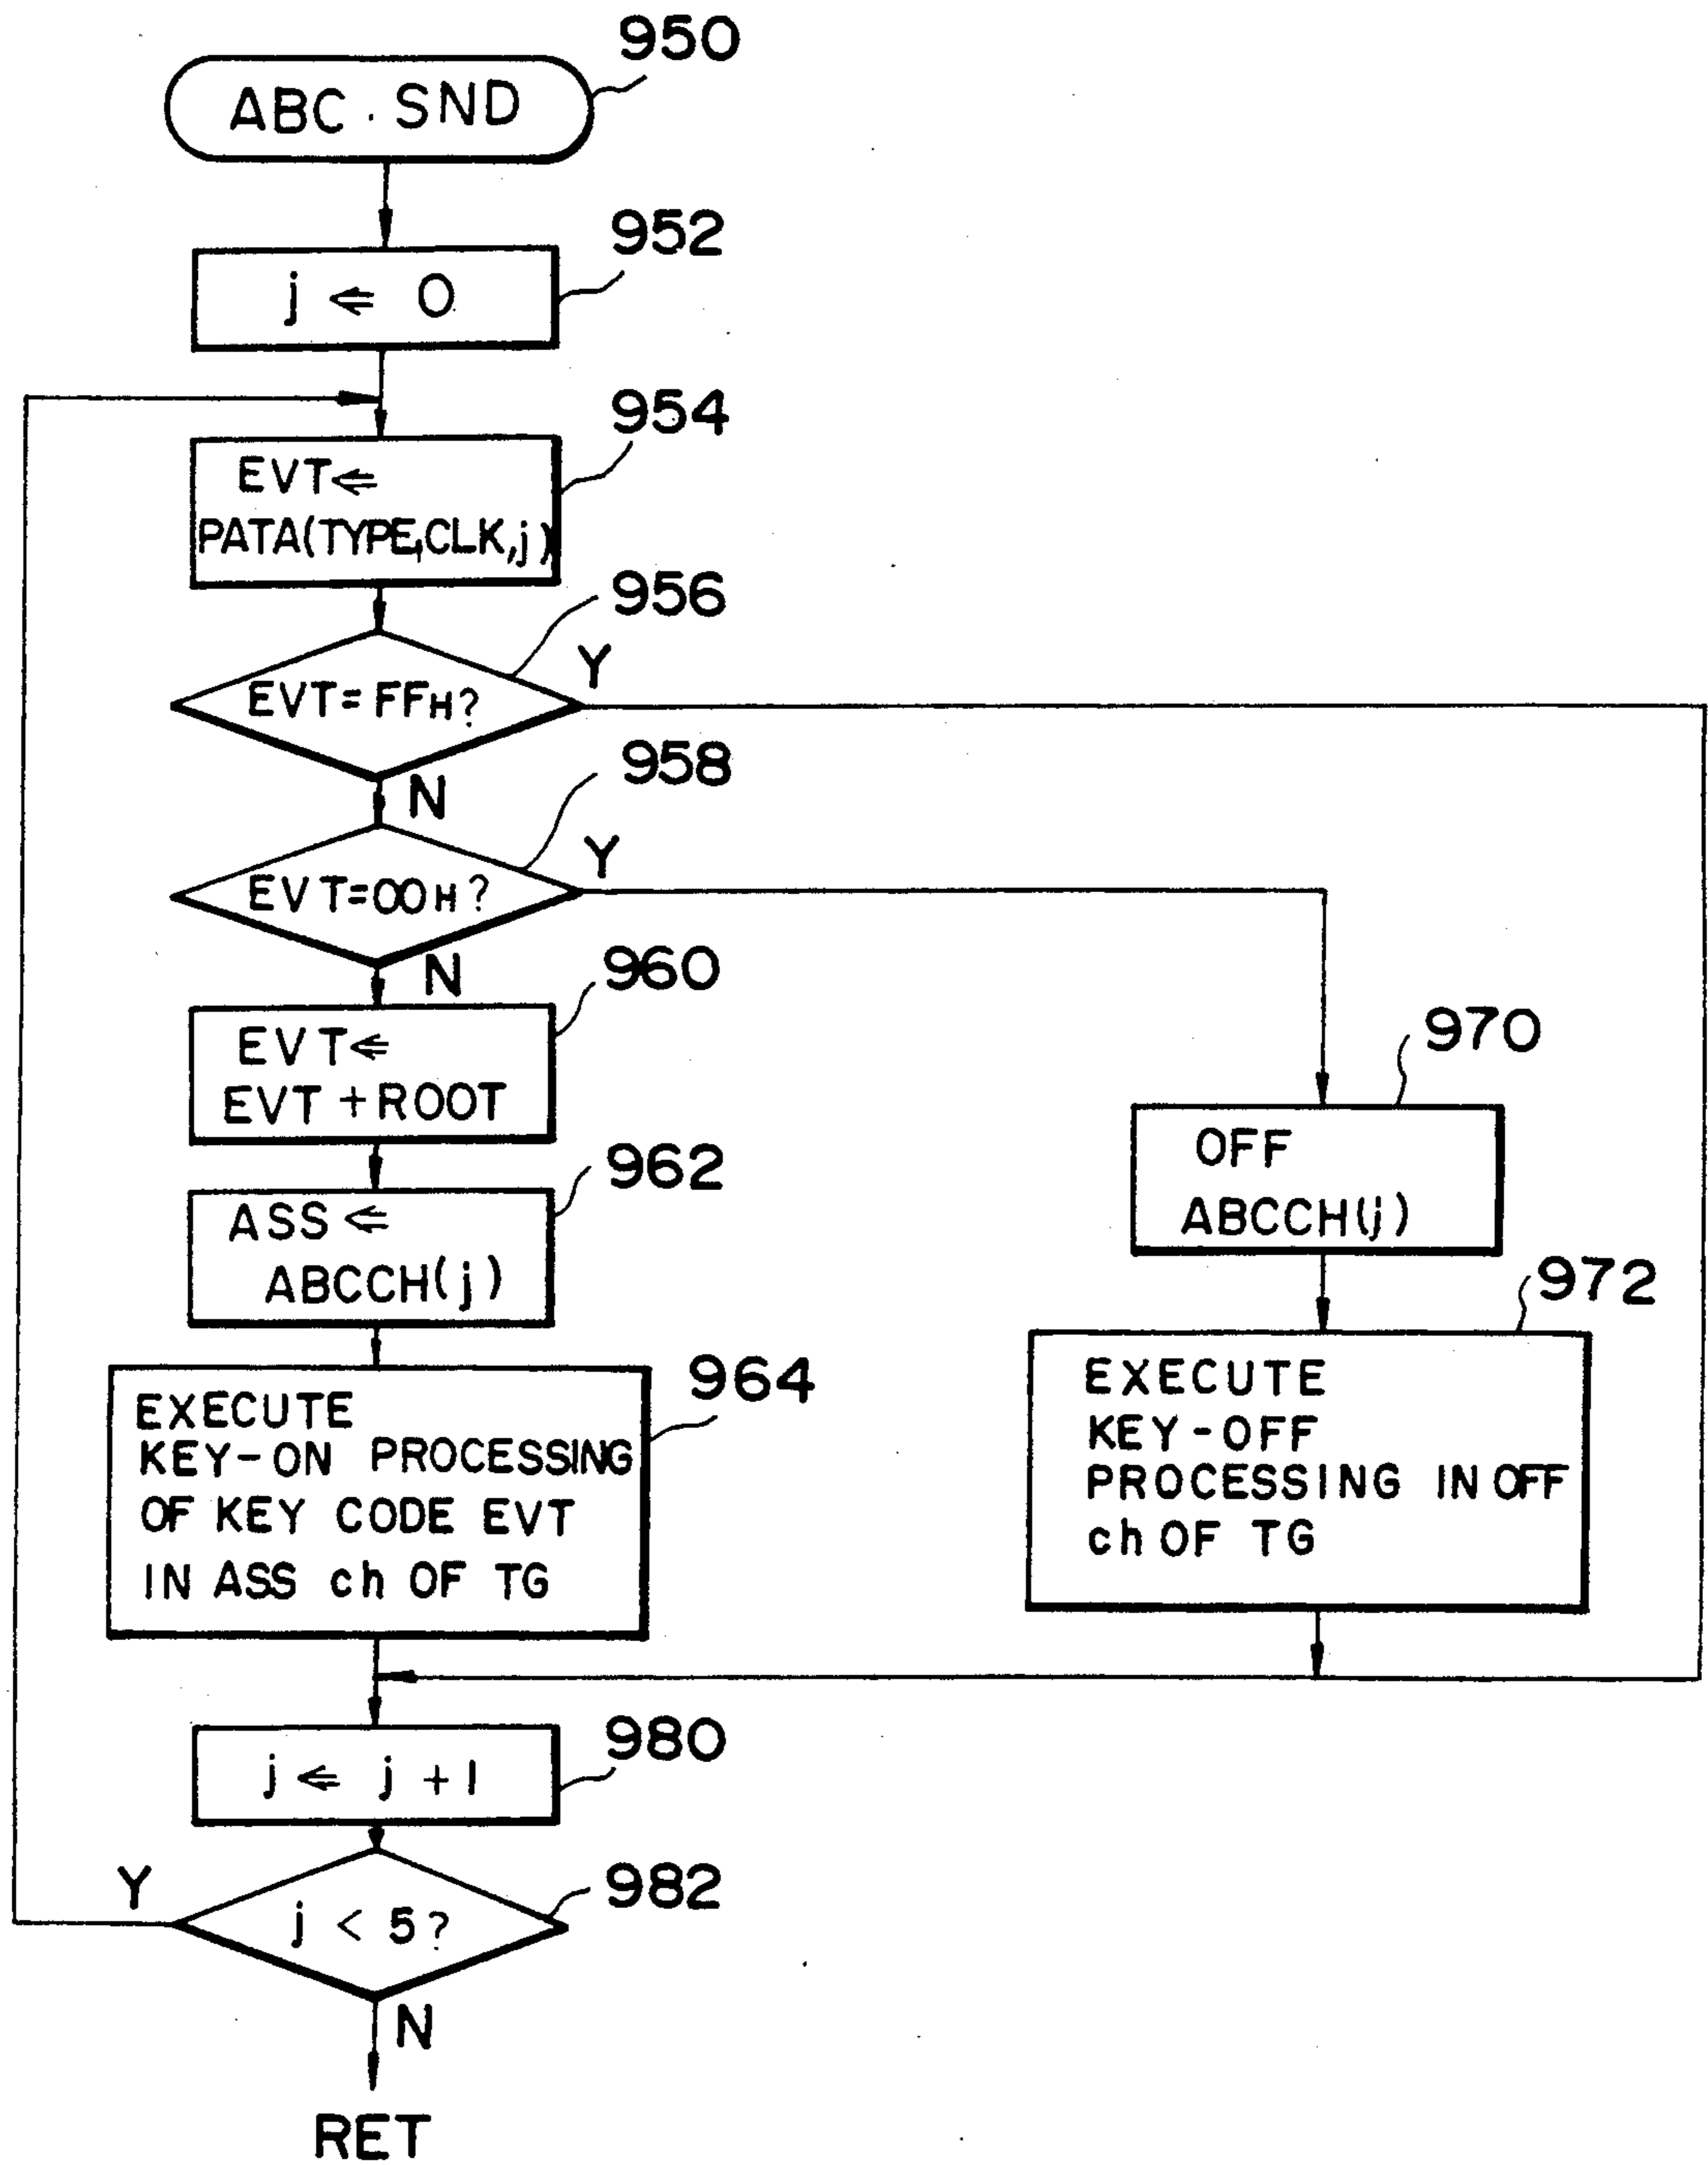 950
ABC . SND
952
j ⇐ 0
954
EVT⇐
PATA(TYPE,CLK,j)
956
EVT=FFH?
Y
N
958
EVT=00H?
Y
N
960
EVT⇐
EVT +ROOT
962
ASS ⇐
ABCCH(j)
964
EXECUTE
KEY-ON PROCESSING
OF KEY CODE EVT
IN ASS ch OF TG
970
OFF
ABCCH(j)
972
EXECUTE
KEY-OFF
PROCESSING IN OFF
ch OF TG
980
j ⇐ j +1
982
j < 5?
Y
N
RET